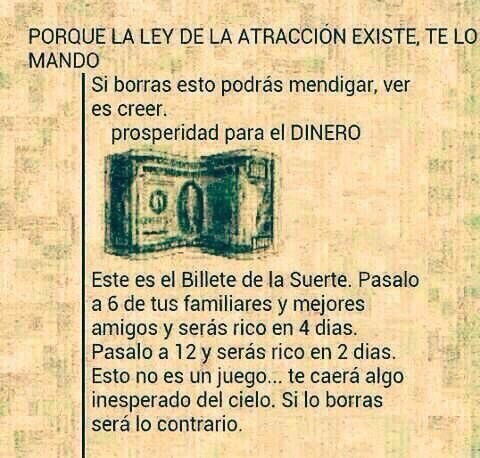 PORQUE LA LEY DE LA ATRACCIÓN EXISTE, TE LO
MANDO
Si borras esto podrás mendigar, ver
es creer.
prosperidad para el DINERO
Este es el Billete de la Suerte. Pasalo
a 6 de tus familiares y mejores
amigos y serás rico en 4 dias.
Pasalo a 12 y serás rico en 2 dias.
Esto no es un juego... te caerá algo
inesperado del cielo. Si lo borras
será lo contrario.